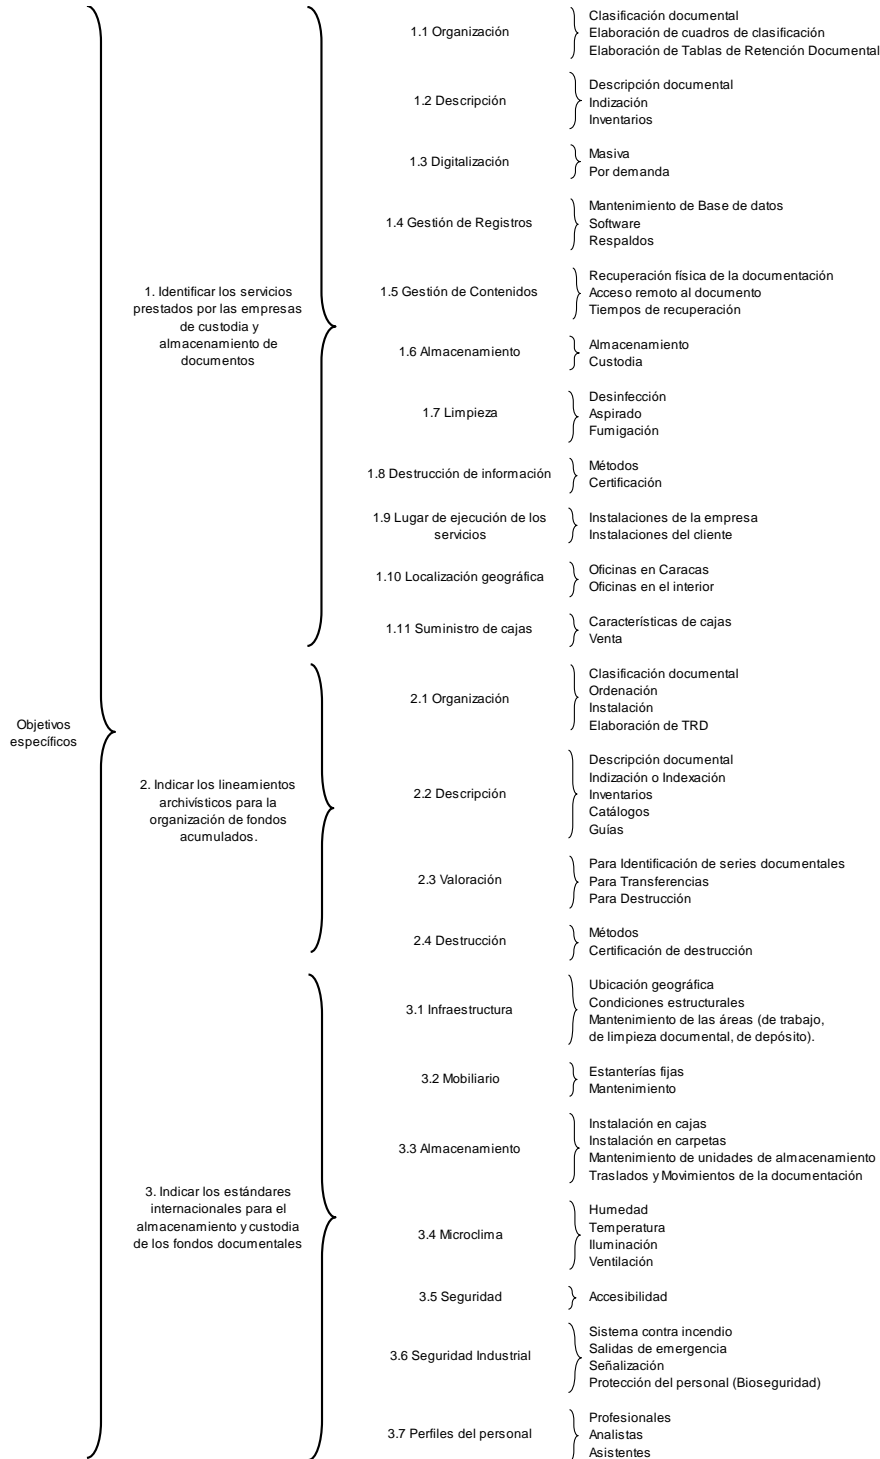 Objetivos
específicos
1. Identificar los servicios
prestados por las empresas
de custodia y
almacenamiento de
documentos
1.1 Organización
Clasificación documental
Elaboración de cuadros de clasificación
Elaboración de Tablas de Retención Documental
1.2 Descripción
Descripción documental
Indización
Inventarios
1.3 Digitalización
Masiva
Por demanda
1.4 Gestión de Registros
Mantenimiento de Base de datos
Software
Respaldos
1.5 Gestión de Contenidos
Recuperación física de la documentación
Acceso remoto al documento
Tiempos de recuperación
1.6 Almacenamiento
Almacenamiento
Custodia
1.7 Limpieza
Desinfección
Aspirado
Fumigación
1.8 Destrucción de información
Métodos
Certificación
1.9 Lugar de ejecución de los
servicios
Instalaciones de la empresa
Instalaciones del cliente
1.10 Localización geográfica
Oficinas en Caracas
Oficinas en el interior
1.11 Suministro de cajas
Características de cajas
Venta
2. Indicar los lineamientos
archivísticos para la
organización de fondos
acumulados.
2.1 Organización
Clasificación documental
Ordenación
Instalación
Elaboración de TRD
2.2 Descripción
Descripción documental
Indización o Indexación
Inventarios
Catálogos
Guías
2.3 Valoración
Para Identificación de series documentales
Para Transferencias
Para Destrucción
2.4 Destrucción
Métodos
Certificación de destrucción
3. Indicar los estándares
internacionales para el
almacenamiento y custodia
de los fondos documentales
3.1 Infraestructura
Ubicación geográfica
Condiciones estructurales
Mantenimiento de las áreas (de trabajo,
de limpieza documental, de depósito).
3.2 Mobiliario
Estanterías fijas
Mantenimiento
3.3 Almacenamiento
Instalación en cajas
Instalación en carpetas
Mantenimiento de unidades de almacenamiento
Traslados y Movimientos de la documentación
3.4 Microclima
Humedad
Temperatura
Iluminación
Ventilación
3.5 Seguridad
Accesibilidad
3.6 Seguridad Industrial
Sistema contra incendio
Salidas de emergencia
Señalización
Protección del personal (Bioseguridad)
3.7 Perfiles del personal
Profesionales
Analistas
Asistentes